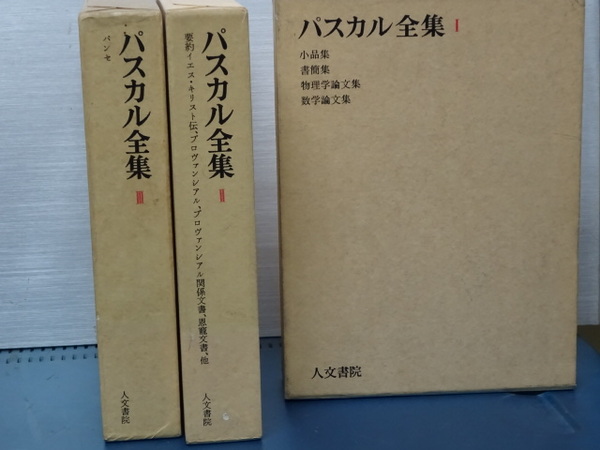 パスカル全集 III
パンセ
人文書院
パスカル全集 II
要約イエス・キリスト伝、プロヴァンシアル、プロヴァンシアル関係文書、恩寵文書、他
人文書院
パスカル全集 I
小品集
書簡集
物理学論文集
数学論文集
人文書院